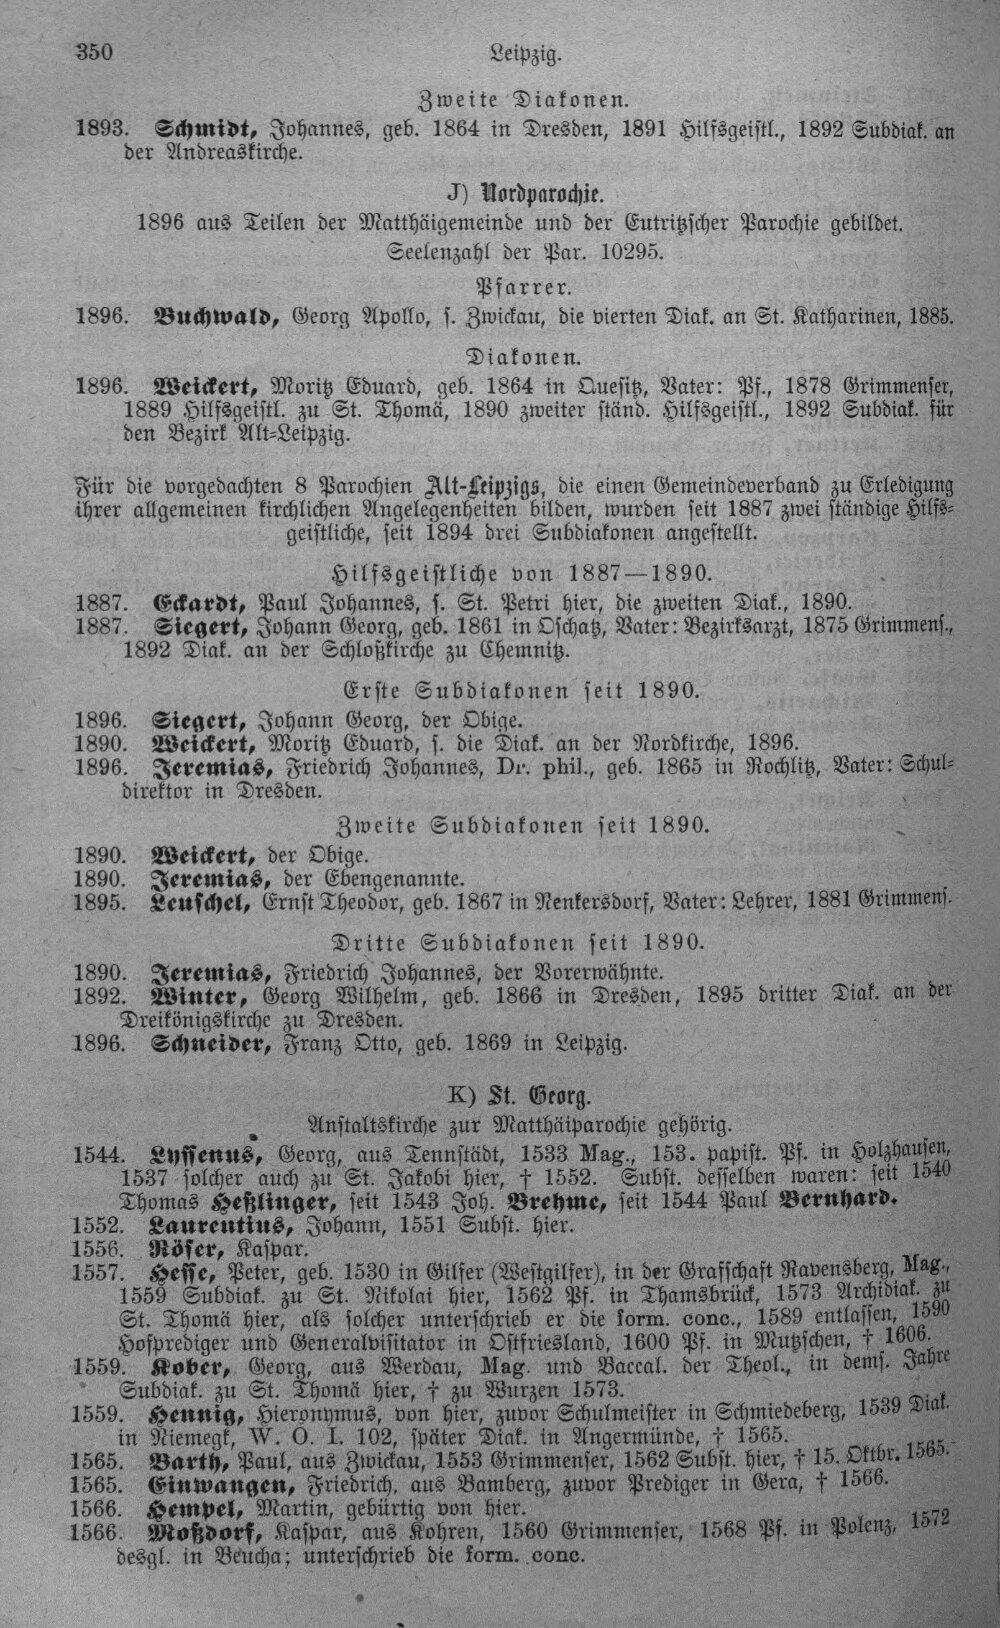 350
Leipzig.
Zweite Diakonen.
1893. Schmidt, Johannes, geb. 1864 in Dresden, 1891 Hilfsgeistl., 1892 Subdiak. an
der Andreaskirche.
J) Nordparochie.
1896 aus Teilen der Matthäigemeinde und der Eutritzscher Parochie gebildet.
Seelenzahl der Par. 10295.
Pfarrer.
1896. Buchwald, Georg Apollo, s. Zwickau, die vierten Diak. an St. Katharinen, 1885.
Diakonen.
1896. Weickert, Moritz Eduard, geb. 1864 in Quesitz, Vater: Pf., 1878 Grimmenser,
1889 Hilfsgeistl. zu St. Thomä, 1890 zweiter ständ. Hilfsgeistl., 1892 Subdiak. für
den Bezirk Alt-Leipzig.
Für die vorgedachten 8 Parochien Alt-Leipzigs, die einen Gemeindeverband zu Erledigung
ihrer allgemeinen kirchlichen Angelegenheiten bilden, wurden seit 1887 zwei ständige Hilfs-
geistliche, seit 1894 drei Subdiakonen angestellt.
Hilfsgeistliche von 1887—1890.
1887. Eckardt, Paul Johannes, s. St. Petri hier, die zweiten Diak., 1890.
1887. Siegert, Johann Georg, geb. 1861 in Oschatz, Vater: Bezirksarzt, 1875 Grimmens.,
1892 Diak. an der Schloßkirche zu Chemnitz.
Erste Subdiakonen seit 1890.
1896. Siegert, Johann Georg, der Obige.
1890. Weickert, Moritz Eduard, s. die Diak. an der Nordkirche, 1896.
1896. Jeremias, Friedrich Johannes, Dr. phil., geb. 1865 in Rochlitz, Vater: Schul-
direktor in Dresden.
Zweite Subdiakonen seit 1890.
1890. Weickert, der Obige.
1890. Jeremias, der Ebengenannte.
1895. Leuschel, Ernst Theodor, geb. 1867 in Nenkersdorf, Vater: Lehrer, 1881 Grimmens.
Dritte Subdiakonen seit 1890.
1890. Jeremias, Friedrich Johannes, der Vorerwähnte.
1892. Winter, Georg Wilhelm, geb. 1866 in Dresden, 1895 dritter Diak. an der
Dreikönigskirche zu Dresden.
1896. Schneider, Franz Otto, geb. 1869 in Leipzig.
K) St. Georg.
Anstaltskirche zur Matthäiparochie gehörig.
1544. Lyssenus, Georg, aus Tennstädt, 1533 Mag., 153. papist. Pf. in Holzhausen,
1537 solcher auch zu St. Jakobi hier, † 1552. Subst. desselben waren: seit 1540
Thomas Heßlinger, seit 1543 Joh. Brehme, seit 1544 Paul Bernhard.
1552. Laurentius, Johann, 1551 Subst. hier.
1556. Röser, Kaspar.
1557. Hesse, Peter, geb. 1530 in Gilser (Westgilser), in der Grafschaft Ravensberg, Mag.,
1559 Subdiak. zu St. Nikolai hier, 1562 Pf. in Thamsbrück, 1573 Archidiak. zu
St. Thomä hier, als solcher unterschrieb er die form. conc., 1589 entlassen, 1590
Hofprediger und Generalvisitator in Ostfriesland, 1600 Pf. in Mutzschen, † 1606.
1559. Kober, Georg, aus Werdau, Mag. und Baccal. der Theol., in dems. Jahre
Subdiak. zu St. Thomä hier, † zu Wurzen 1573.
1559. Hennig, Hieronymus, von hier, zuvor Schulmeister in Schmiedeberg, 1539 Diak.
in Niemegk, W. O. I. 102, später Diak. in Angermünde, † 1565.
1565. Barth, Paul, aus Zwickau, 1553 Grimmenser, 1562 Subst. hier, † 15. Oktbr. 1565.
1565. Einwangen, Friedrich, aus Bamberg, zuvor Prediger in Gera, † 1566.
1566. Hempel, Martin, gebürtig von hier.
1566. Moßdorf, Kaspar, aus Kohren, 1560 Grimmenser, 1568 Pf. in Polenz, 1572
desgl. in Beucha; unterschrieb die form. conc.